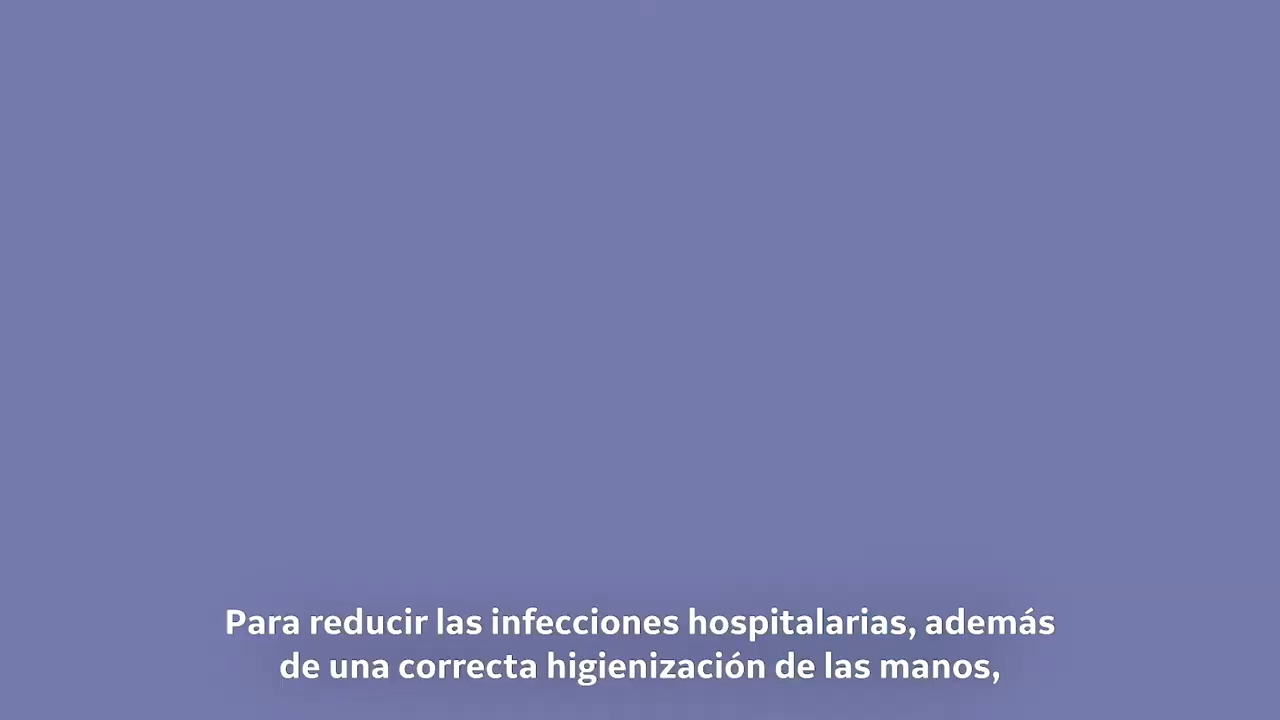 Para reducir las infecciones hospitalarias, además
de una correcta higienización de las manos,